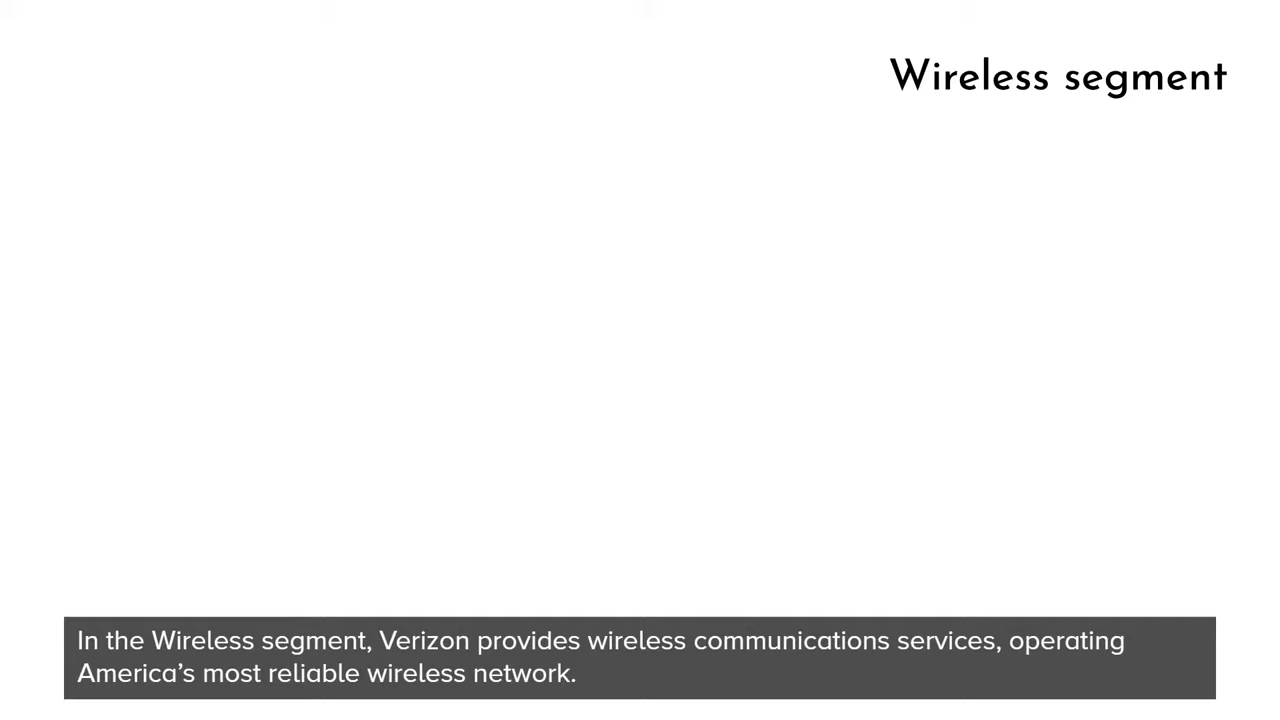 Wireless segment
In the Wireless segment, Verizon provides wireless communications services, operating
America’s most reliable wireless network.